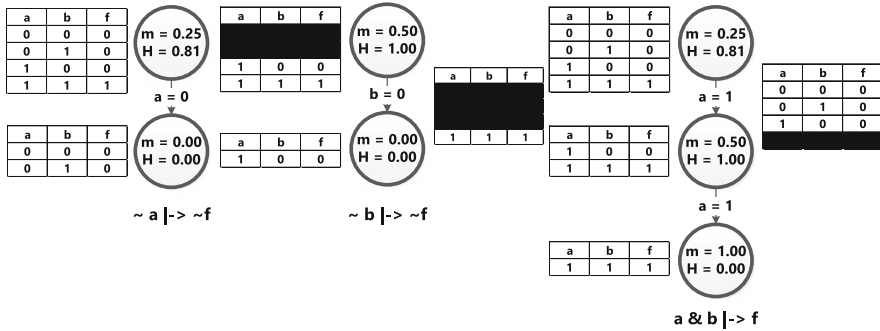 a b f
0 0 0
0 1 0
1 0 0
1 1 1
m = 0.25
H = 0.81
a = 0
a b f
0 0 0
0 1 0
m = 0.00
H = 0.00
~ a |-> ~f
a b f
1 0 0
1 1 1
m = 0.50
H = 1.00
b = 0
a b f
1 0 0
m = 0.00
H = 0.00
~ b |-> ~f
a b f
1 1 1
a b f
0 0 0
0 1 0
1 0 0
1 1 1
m = 0.25
H = 0.81
a = 1
a b f
1 0 0
1 1 1
m = 0.50
H = 1.00
a = 1
a b f
1 1 1
m = 1.00
H = 0.00
a & b |-> f
a b f
0 0 0
0 1 0
1 0 0